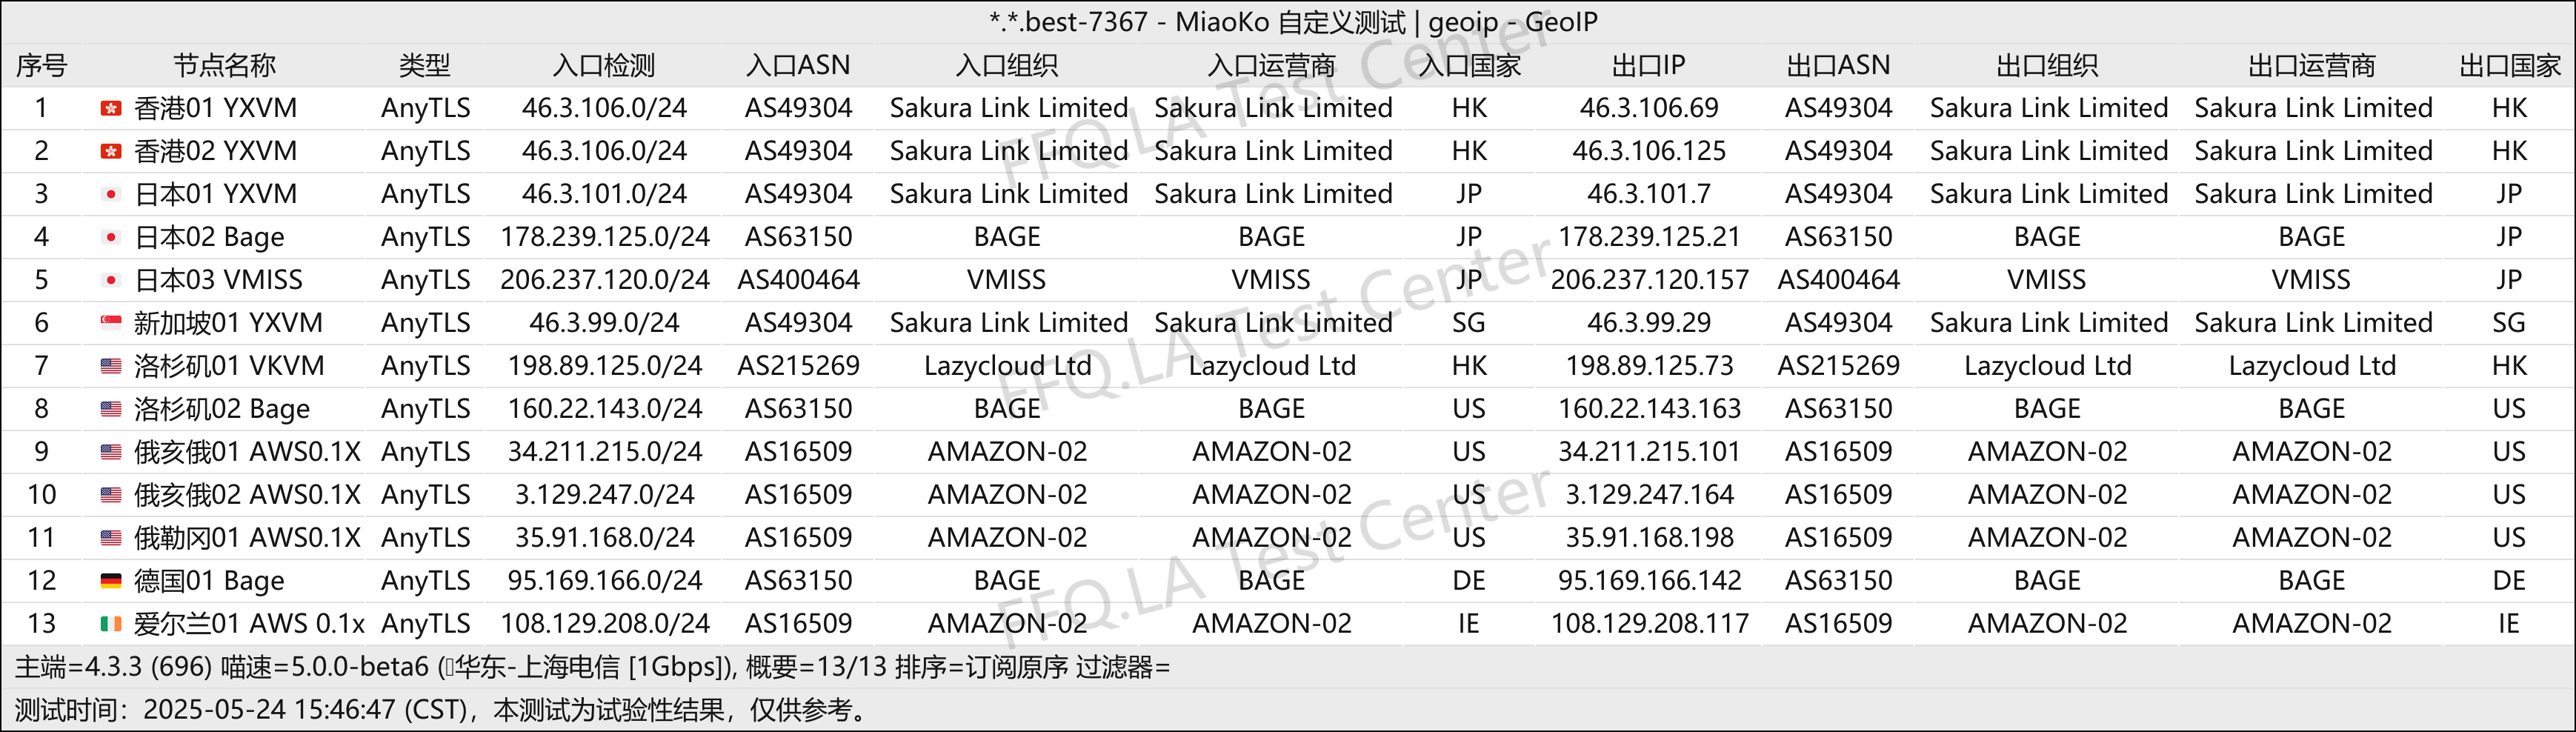 *.*.best-7367 - MiaoKo 自定义测试 | geoip - GeoIP
序号 节点名称 类型 入口检测 入口ASN 入口组织 入口运营商 入口国家 出口IP 出口ASN 出口组织 出口运营商 出口国家
1 香港01 YXVM AnyTLS 46.3.106.0/24 AS49304 Sakura Link Limited Sakura Link Limited HK 46.3.106.69 AS49304 Sakura Link Limited Sakura Link Limited HK
2 香港02 YXVM AnyTLS 46.3.106.0/24 AS49304 Sakura Link Limited Sakura Link Limited HK 46.3.106.125 AS49304 Sakura Link Limited Sakura Link Limited HK
3 日本01 YXVM AnyTLS 46.3.101.0/24 AS49304 Sakura Link Limited Sakura Link Limited JP 46.3.101.7 AS49304 Sakura Link Limited Sakura Link Limited JP
4 日本02 Bage AnyTLS 178.239.125.0/24 AS63150 BAGE BAGE JP 178.239.125.21 AS63150 BAGE BAGE JP
5 日本03 VMISS AnyTLS 206.237.120.0/24 AS400464 VMISS VMISS JP 206.237.120.157 AS400464 VMISS VMISS JP
6 新加坡01 YXVM AnyTLS 46.3.99.0/24 AS49304 Sakura Link Limited Sakura Link Limited SG 46.3.99.29 AS49304 Sakura Link Limited Sakura Link Limited SG
7 洛杉矶01 VKVM AnyTLS 198.89.125.0/24 AS215269 Lazycloud Ltd Lazycloud Ltd HK 198.89.125.73 AS215269 Lazycloud Ltd Lazycloud Ltd HK
8 洛杉矶02 Bage AnyTLS 160.22.143.0/24 AS63150 BAGE BAGE US 160.22.143.163 AS63150 BAGE BAGE US
9 俄亥俄01 AWS0.1X AnyTLS 34.211.215.0/24 AS16509 AMAZON-02 AMAZON-02 US 34.211.215.101 AS16509 AMAZON-02 AMAZON-02 US
10 俄亥俄02 AWS0.1X AnyTLS 3.129.247.0/24 AS16509 AMAZON-02 AMAZON-02 US 3.129.247.164 AS16509 AMAZON-02 AMAZON-02 US
11 俄勒冈01 AWS0.1X AnyTLS 35.91.168.0/24 AS16509 AMAZON-02 AMAZON-02 US 35.91.168.198 AS16509 AMAZON-02 AMAZON-02 US
12 德国01 Bage AnyTLS 95.169.166.0/24 AS63150 BAGE BAGE DE 95.169.166.142 AS63150 BAGE BAGE DE
13 爱尔兰01 AWS 0.1x AnyTLS 108.129.208.0/24 AS16509 AMAZON-02 AMAZON-02 IE 108.129.208.117 AS16509 AMAZON-02 AMAZON-02 IE
主端=4.3.3 (696) 喵速=5.0.0-beta6 (华东-上海电信 [1Gbps]), 概要=13/13 排序=订阅原序 过滤器=
测试时间：2025-05-24 15:46:47 (CST)，本测试为试验性结果，仅供参考。
FFQ.LA Test Center
FFQ.LA Test Center
FFQ.LA Test Center